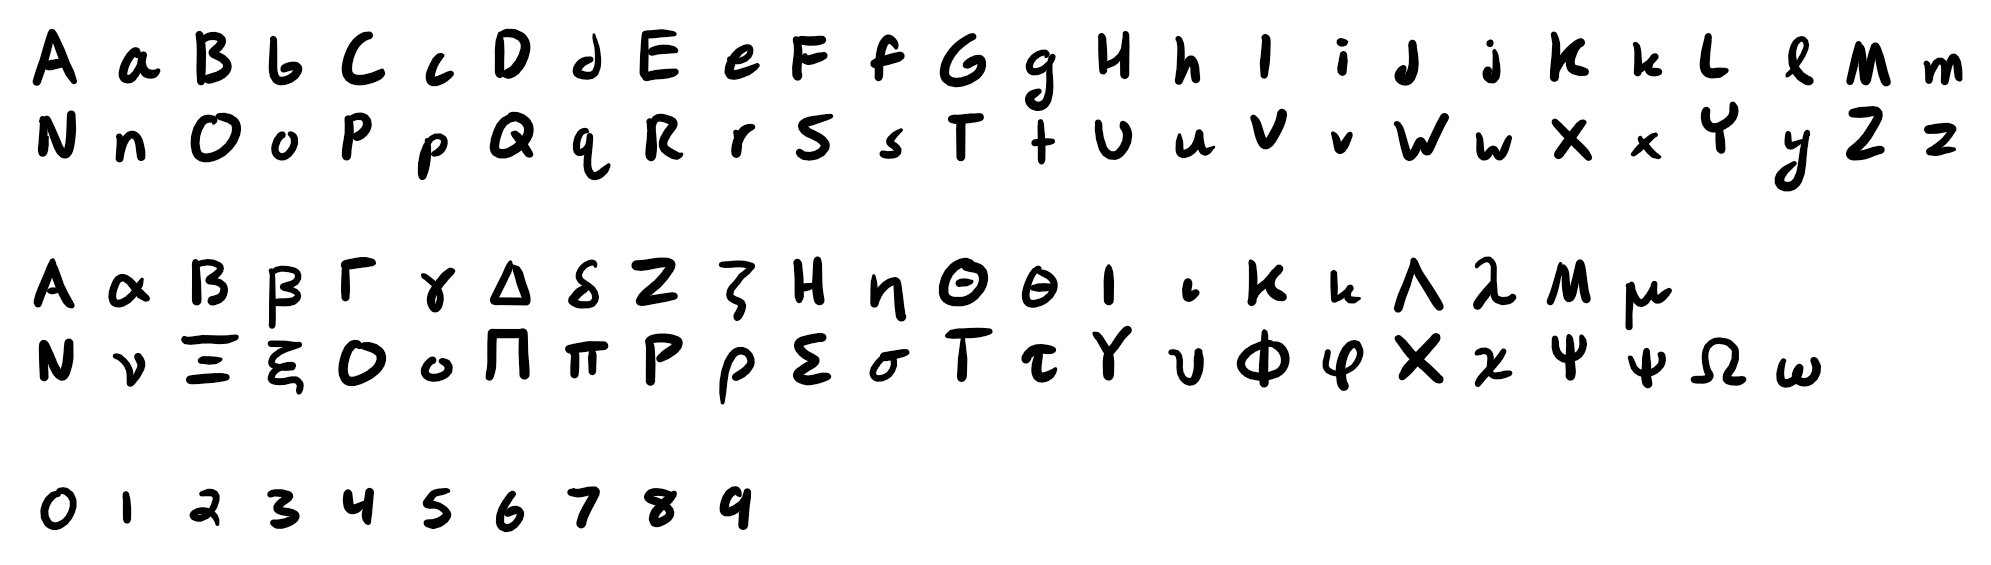 A a B b C c D d E e F f G g H h I i J j K k L l M m
N n O o P p Q q R r S s T t U u V v W w X x Y y Z z
Α α Β β Γ γ Δ δ Ζ ζ Η η Θ θ Ι ι Κ κ Λ λ Μ μ
Ν ν Ξ ξ Ο ο Π π Ρ ρ Σ σ Τ τ Υ υ Φ φ Χ χ Ψ ψ Ω ω
0 1 2 3 4 5 6 7 8 9